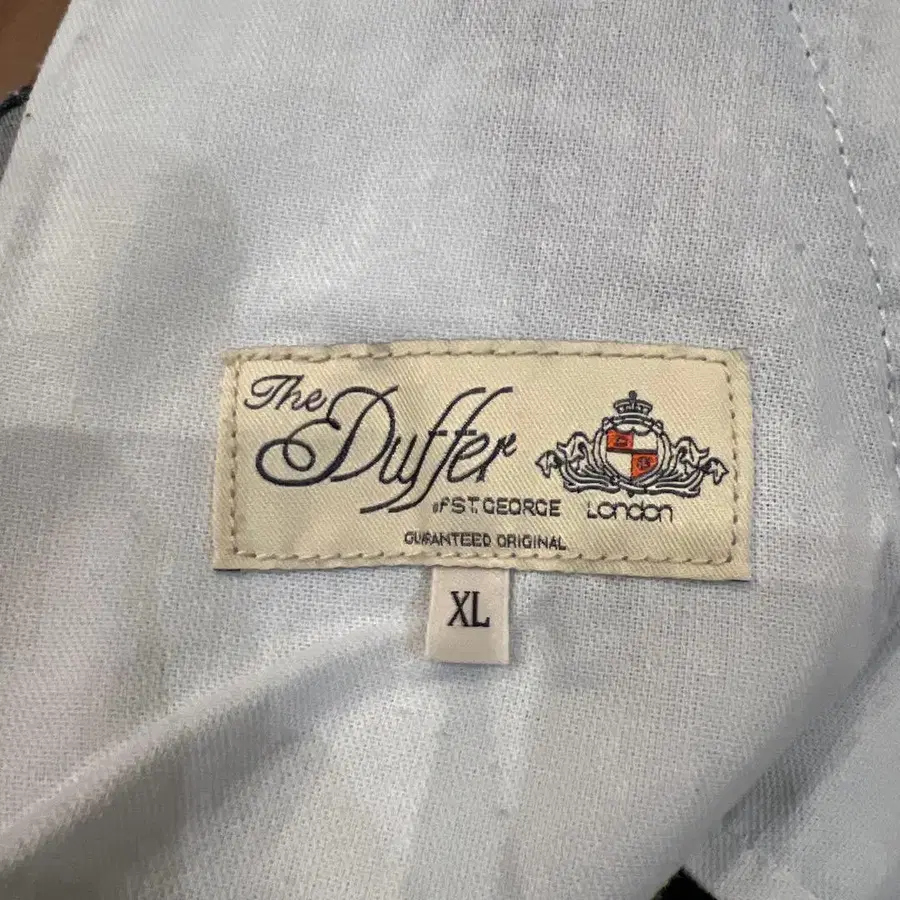 The
Duffer
of ST. GEORGE London
GUARANTEED ORIGINAL
XL